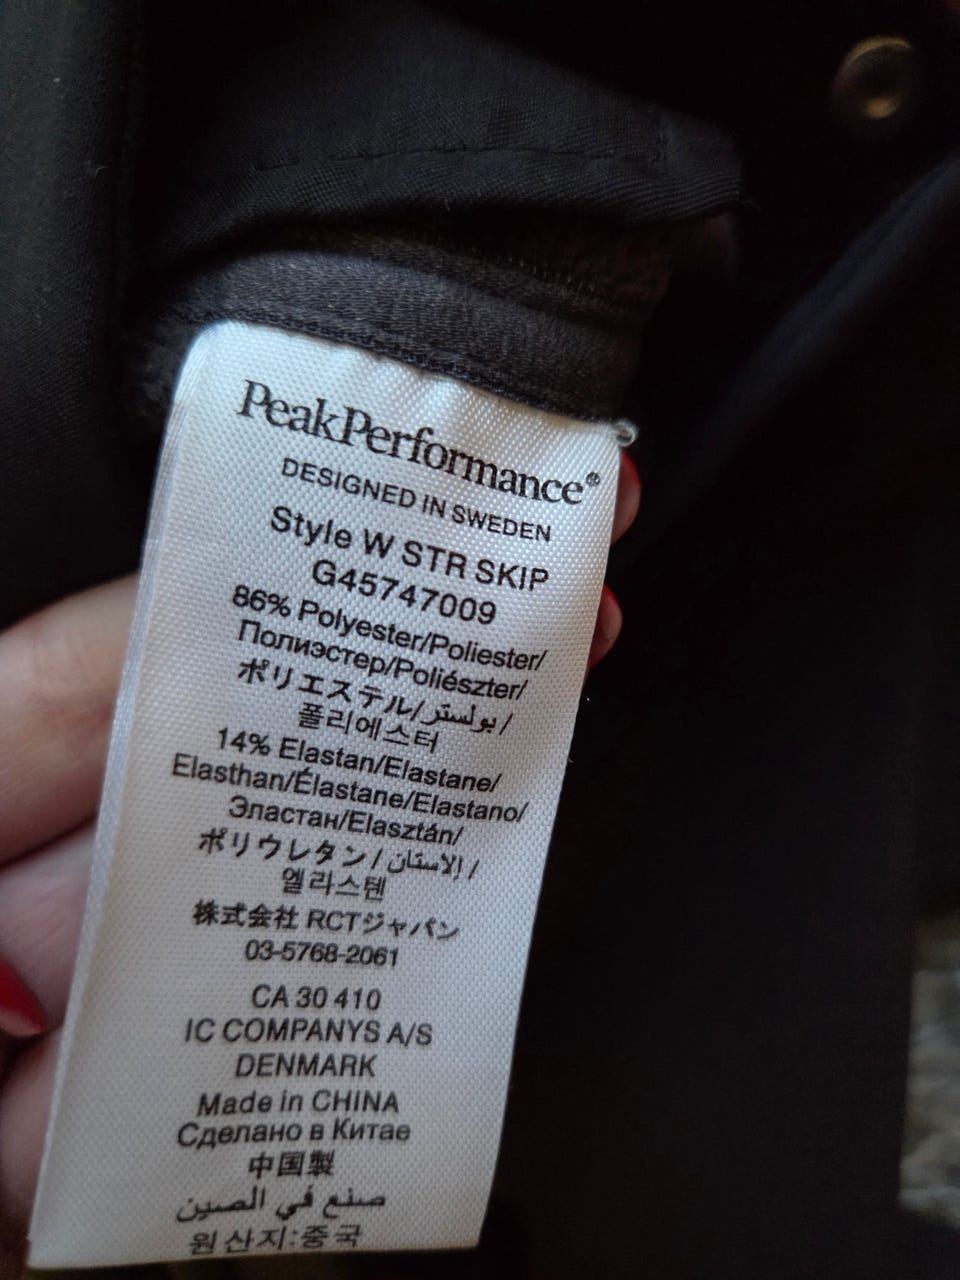 PeakPerformance®
DESIGNED IN SWEDEN
Style W STR SKIP
G45747009
86% Polyester/Poliester/
Полиэстер/Poliészter/
ポリエステル/بولستر/
폴리에스터
14% Elastan/Elastane/
Elasthan/Élastane/Elastano/
Эластан/Elasztán/
ポリウレタン/إلاستان/
엘라스텐
株式会社 RCTジャパン
03-5768-2061
CA 30 410
IC COMPANYS A/S
DENMARK
Made in CHINA
Сделано в Китае
中国製
صنع في الصين
원산지:중국